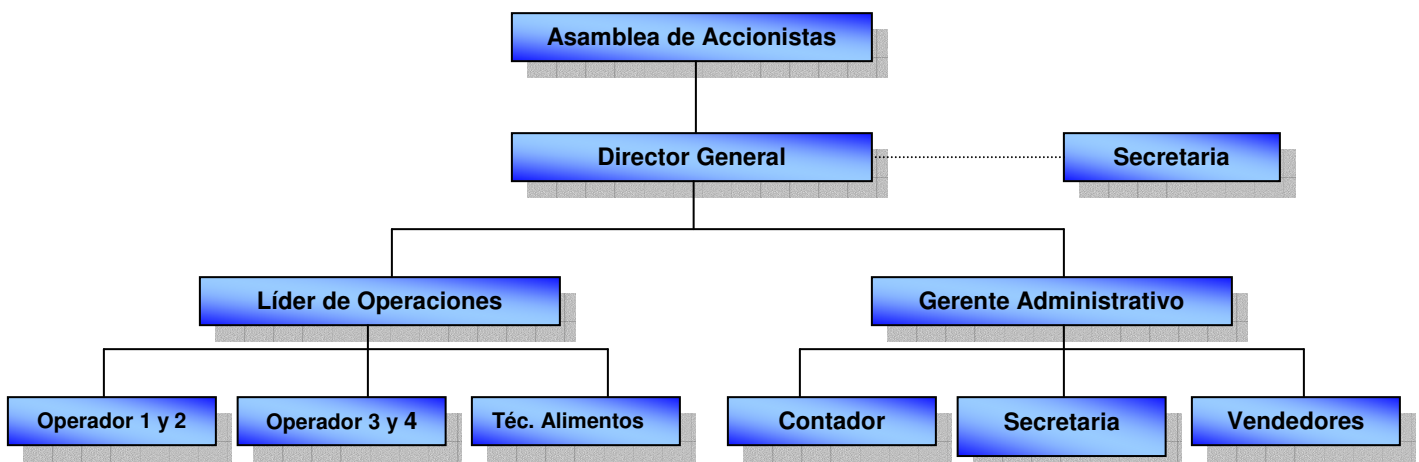 Asamblea de Accionistas
Director General
Secretaria
Líder de Operaciones
Gerente Administrativo
Operador 1 y 2
Operador 3 y 4
Téc. Alimentos
Contador
Secretaria
Vendedores